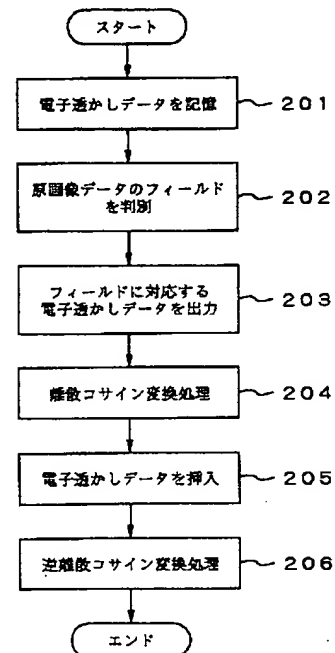 スタート
電子透かしデータを記憶 201
原画像データのフィールド
を判別 202
フィールドに対応する
電子透かしデータを出力 203
離散コサイン変換処理 204
電子透かしデータを挿入 205
逆離散コサイン変換処理 206
エンド